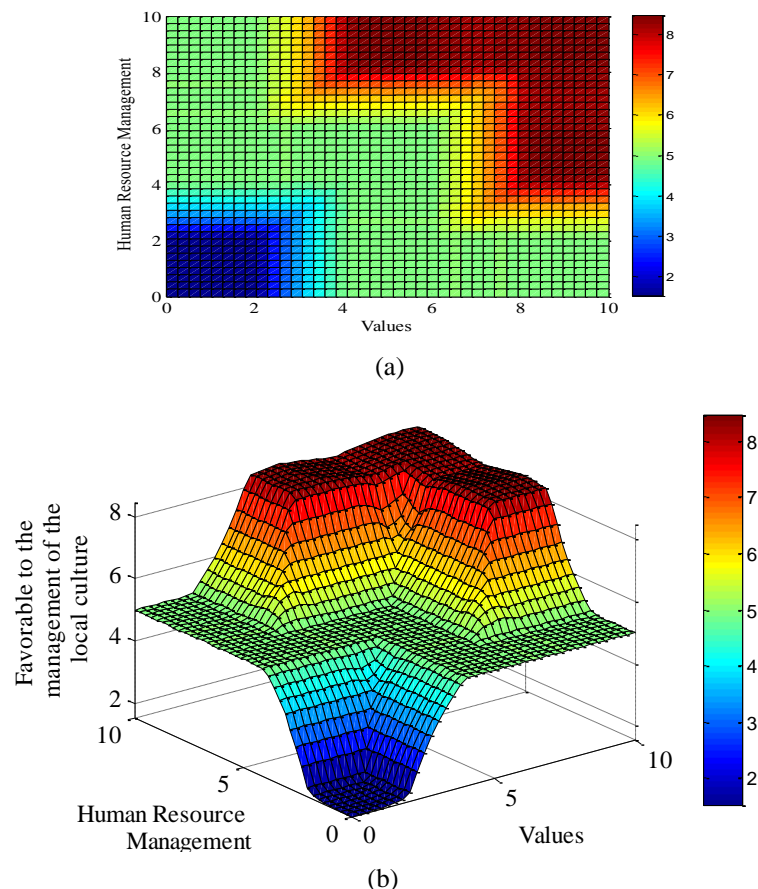 10
8
6
4
2
0
Human Resource Management
0 2 4 6 8 10
Values
8
7
6
5
4
3
2
(a)
8
6
4
2
Favorable to the
management of the
local culture
10
5
0
Human Resource
Management
0
5
10
Values
8
7
6
5
4
3
2
(b)